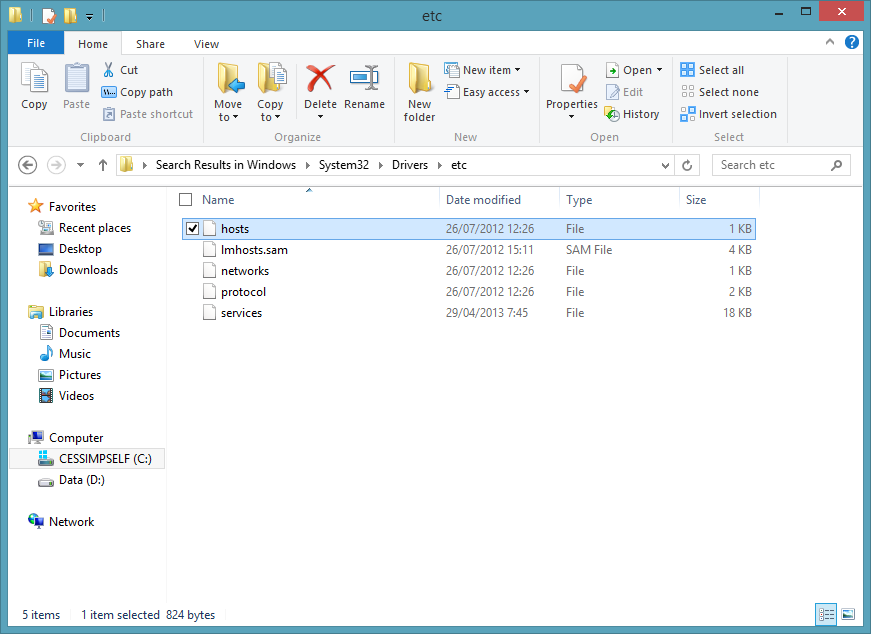 etc
File Home Share View
Copy
Paste
Cut
Copy path
Paste shortcut
Clipboard
Move to
Copy to
Delete
Rename
Organize
New folder
New item
Easy access
New
Properties
Open
Edit
History
Open
Select all
Select none
Invert selection
Select
Search Results in Windows System32 Drivers etc
Search etc
Favorites
Recent places
Desktop
Downloads
Libraries
Documents
Music
Pictures
Videos
Computer
CESSIMPSELF (C:)
Data (D:)
Network
Name Date modified Type Size
hosts 26/07/2012 12:26 File 1 KB
lmhosts.sam 26/07/2012 15:11 SAM File 4 KB
networks 26/07/2012 12:26 File 1 KB
protocol 26/07/2012 12:26 File 2 KB
services 29/04/2013 7:45 File 18 KB
5 items 1 item selected 824 bytes